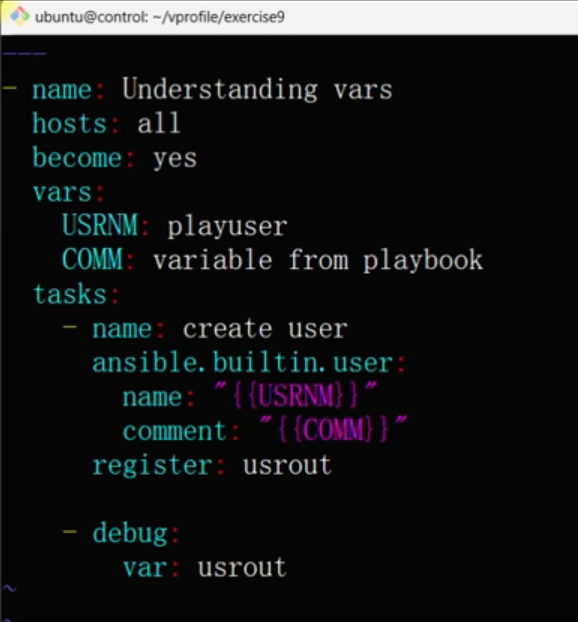 ubuntu@control: ~/vprofile/exercise9
---
- name: Understanding vars
  hosts: all
  become: yes
  vars:
    USRNM: playuser
    COMM: variable from playbook
  tasks:
    - name: create user
      ansible.builtin.user:
        name: "{{USRNM}}"
        comment: "{{COMM}}"
      register: usrout

    - debug:
        var: usrout
~
~